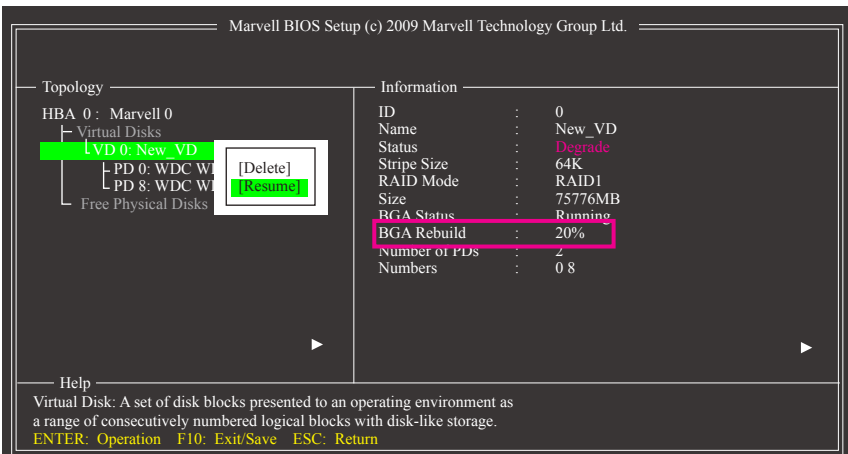 Marvell BIOS Setup (c) 2009 Marvell Technology Group Ltd.
Topology
HBA 0 : Marvell 0
Virtual Disks
VD 0: New_VD
PD 0: WDC
PD 8: WDC
Free Physical Disks
[Delete]
[Resume]
Information
ID : 0
Name : New_VD
Status : Degrade
Stripe Size : 64K
RAID Mode : RAID1
Size : 75776MB
BGA Status : Running
BGA Rebuild : 20%
Number of PDs : 2
Numbers : 0 8
Help
Virtual Disk: A set of disk blocks presented to an operating environment as
a range of consecutively numbered logical blocks with disk-like storage.
ENTER: Operation F10: Exit/Save ESC: Return